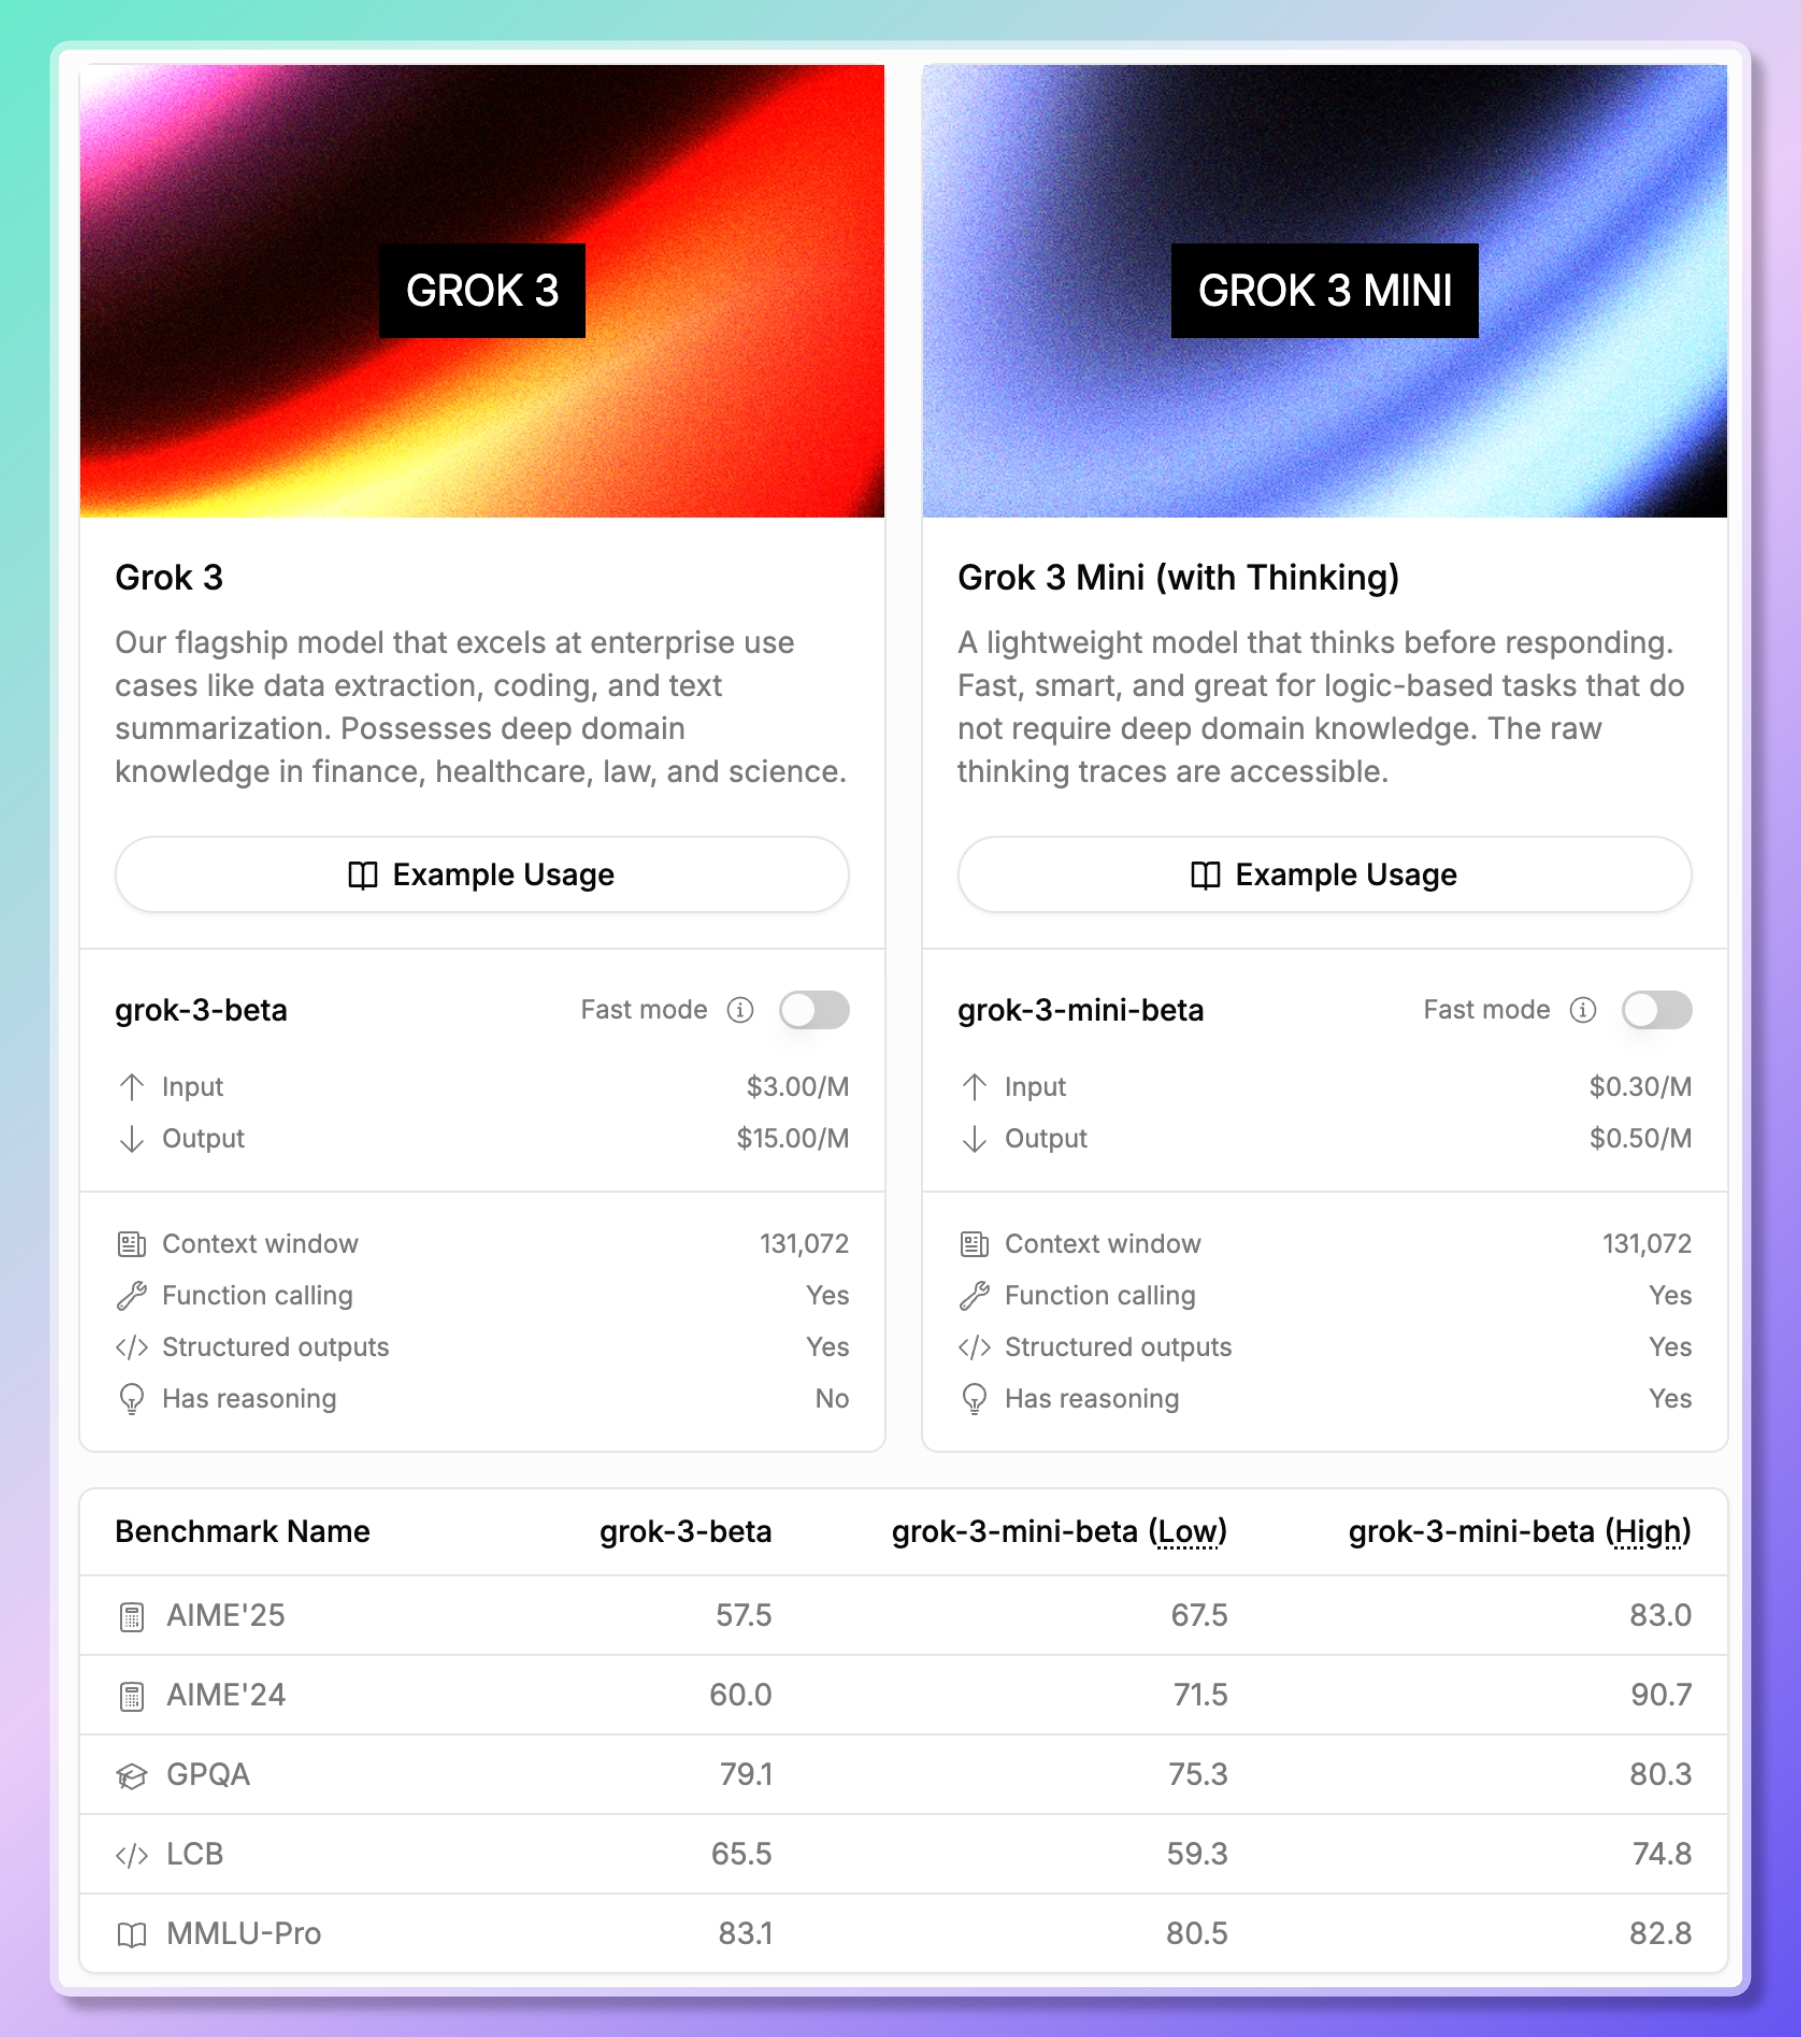 GROK 3
GROK 3 MINI
Grok 3
Our flagship model that excels at enterprise use
cases like data extraction, coding, and text
summarization. Possesses deep domain
knowledge in finance, healthcare, law, and science.
Example Usage
grok-3-beta
Fast mode
Input $3.00/M
Output $15.00/M
Context window 131,072
Function calling Yes
Structured outputs Yes
Has reasoning No
Grok 3 Mini (with Thinking)
A lightweight model that thinks before responding.
Fast, smart, and great for logic-based tasks that do
not require deep domain knowledge. The raw
thinking traces are accessible.
Example Usage
grok-3-mini-beta
Fast mode
Input $0.30/M
Output $0.50/M
Context window 131,072
Function calling Yes
Structured outputs Yes
Has reasoning Yes
Benchmark Name grok-3-beta grok-3-mini-beta (Low) grok-3-mini-beta (High)
AIME'25 57.5 67.5 83.0
AIME'24 60.0 71.5 90.7
GPQA 79.1 75.3 80.3
LCB 65.5 59.3 74.8
MMLU-Pro 83.1 80.5 82.8